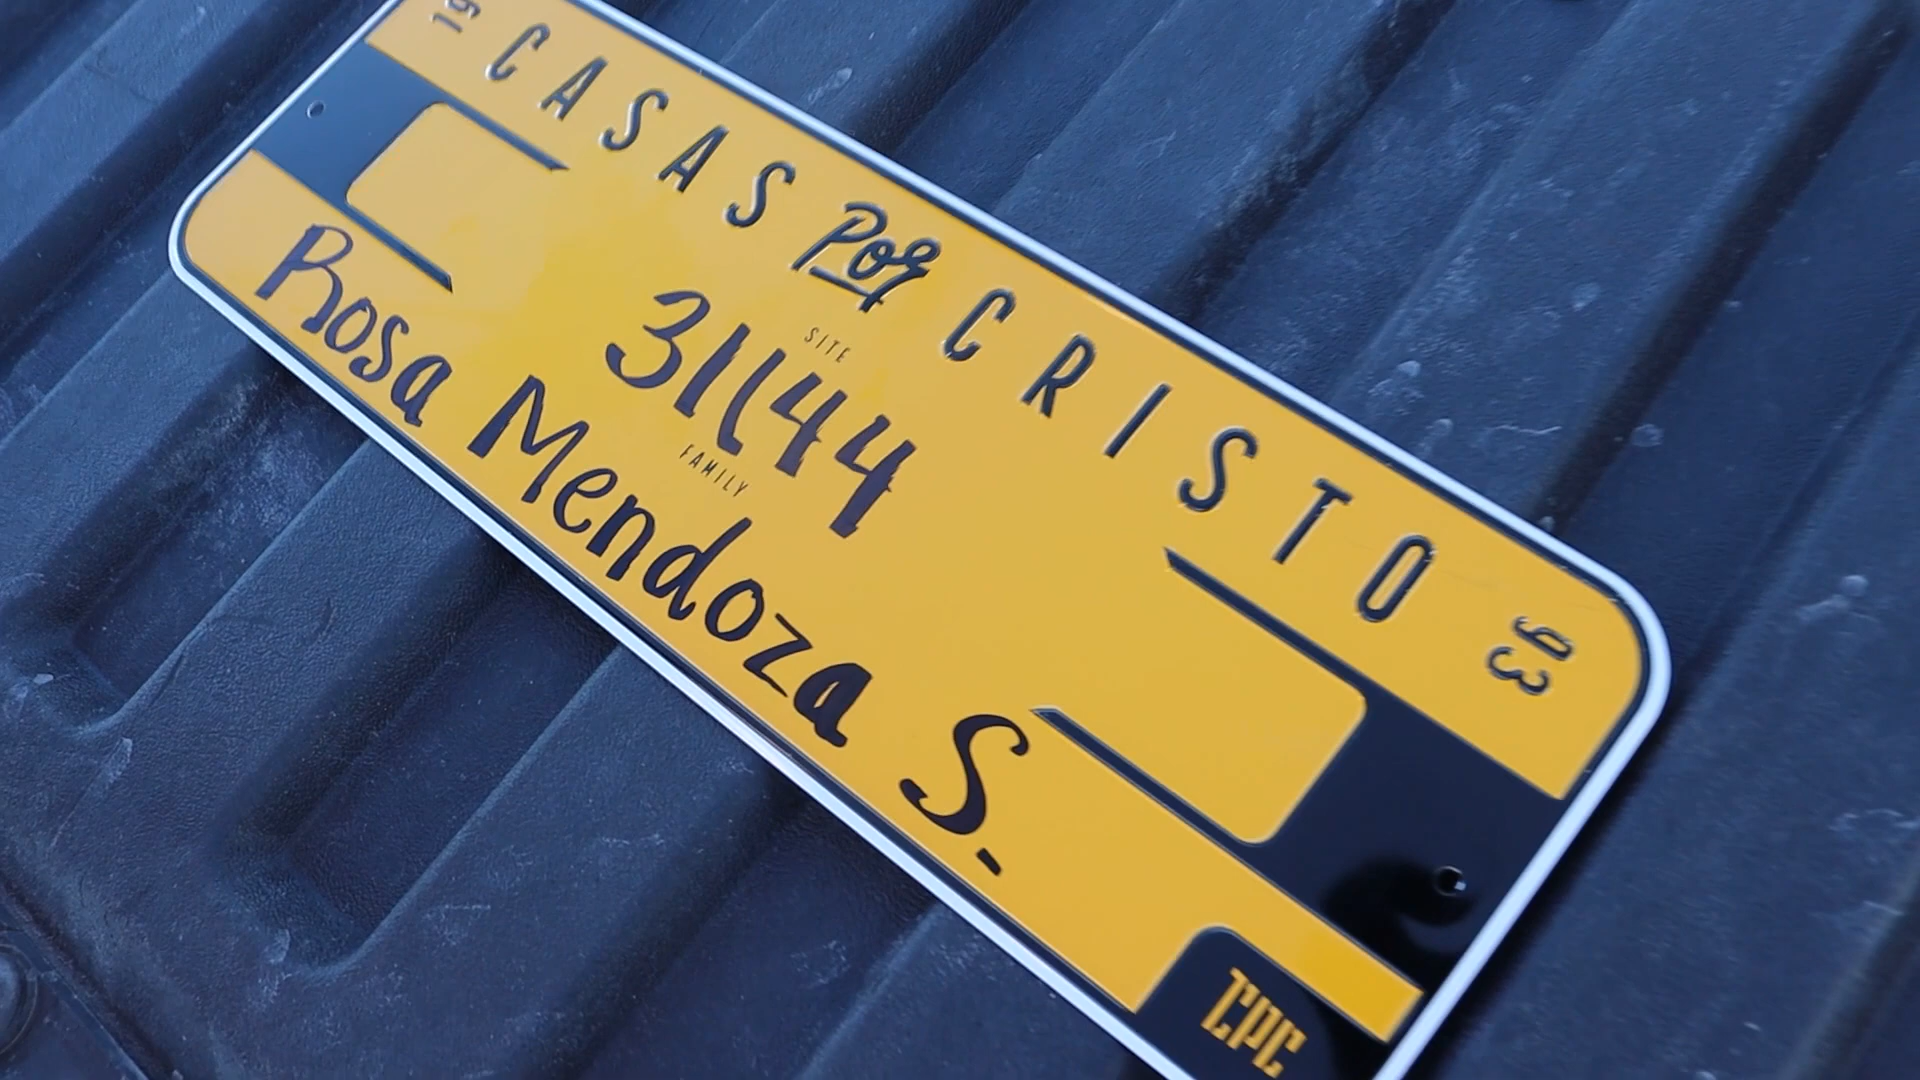 19 CASAS Por CRISTO 93
SITE
31144
FAMILY
Rosa Mendoza S.
CPC